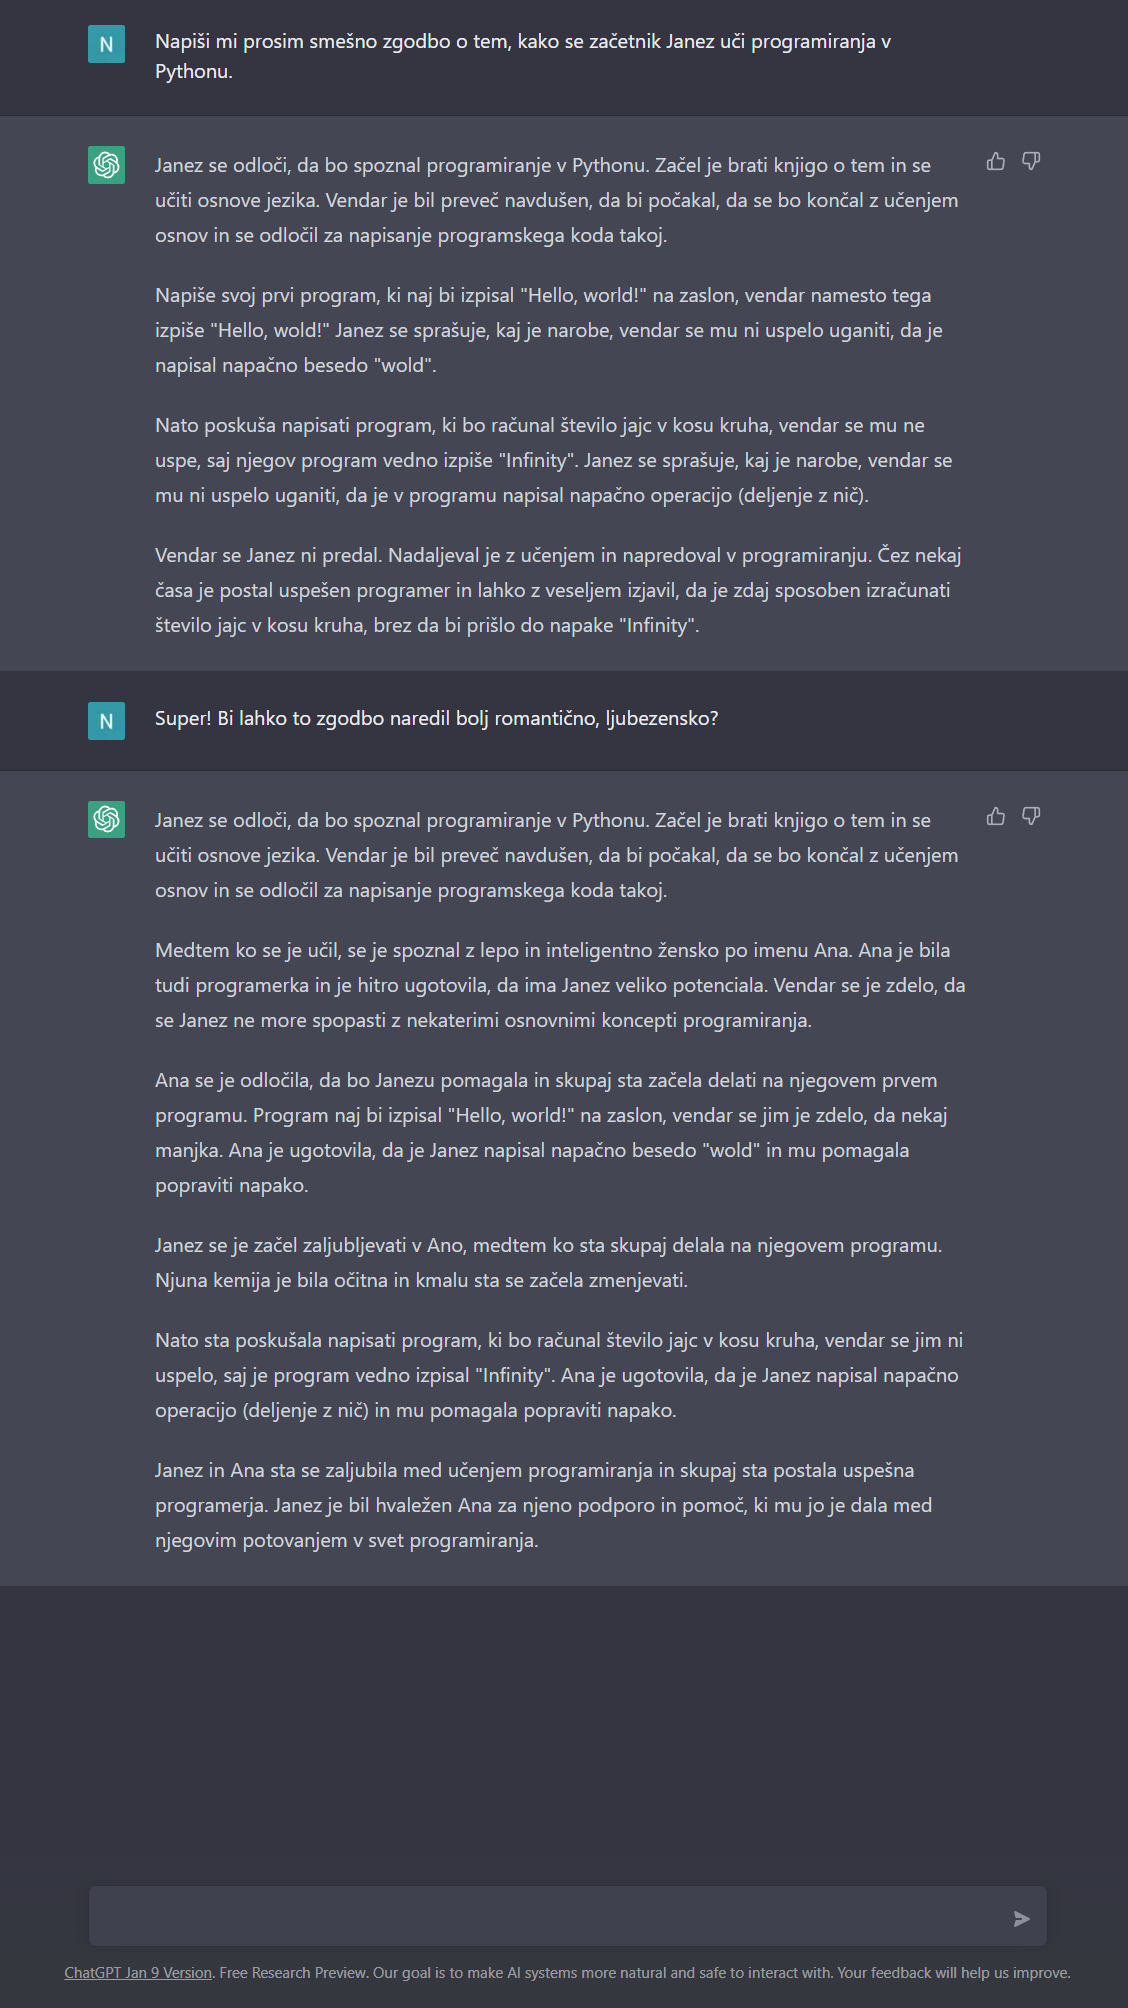 N
Napiši mi prosim smešno zgodbo o tem, kako se začetnik Janez uči programiranja v
Pythonu.
Janez se odloči, da bo spoznal programiranje v Pythonu. Začel je brati knjigo o tem in se
učiti osnove jezika. Vendar je bil preveč navdušen, da bi počakal, da se bo končal z učenjem
osnov in se odločil za napisanje programskega koda takoj.
Napiše svoj prvi program, ki naj bi izpisal "Hello, world!" na zaslon, vendar namesto tega
izpiše "Hello, wold!" Janez se sprašuje, kaj je narobe, vendar se mu ni uspelo uganiti, da je
napisal napačno besedo "wold".
Nato poskuša napisati program, ki bo računal število jajc v kosu kruha, vendar se mu ne
uspe, saj njegov program vedno izpiše "Infinity". Janez se sprašuje, kaj je narobe, vendar se
mu ni uspelo uganiti, da je v programu napisal napačno operacijo (deljenje z nič).
Vendar se Janez ni predal. Nadaljeval je z učenjem in napredoval v programiranju. Čez nekaj
časa je postal uspešen programer in lahko z veseljem izjavil, da je zdaj sposoben izračunati
število jajc v kosu kruha, brez da bi prišlo do napake "Infinity".
N
Super! Bi lahko to zgodbo naredil bolj romantično, ljubezensko?
Janez se odloči, da bo spoznal programiranje v Pythonu. Začel je brati knjigo o tem in se
učiti osnove jezika. Vendar je bil preveč navdušen, da bi počakal, da se bo končal z učenjem
osnov in se odločil za napisanje programskega koda takoj.
Medtem ko se je učil, se je spoznal z lepo in inteligentno žensko po imenu Ana. Ana je bila
tudi programerka in je hitro ugotovila, da ima Janez veliko potenciala. Vendar se je zdelo, da
se Janez ne more spopasti z nekaterimi osnovnimi koncepti programiranja.
Ana se je odločila, da bo Janezu pomagala in skupaj sta začela delati na njegovem prvem
programu. Program naj bi izpisal "Hello, world!" na zaslon, vendar se jim je zdelo, da nekaj
manjka. Ana je ugotovila, da je Janez napisal napačno besedo "wold" in mu pomagala
popraviti napako.
Janez se je začel zaljubljevati v Ano, medtem ko sta skupaj delala na njegovem programu.
Njuna kemija je bila očitna in kmalu sta se začela zmenjevati.
Nato sta poskušala napisati program, ki bo računal število jajc v kosu kruha, vendar se jim ni
uspelo, saj je program vedno izpisal "Infinity". Ana je ugotovila, da je Janez napisal napačno
operacijo (deljenje z nič) in mu pomagala popraviti napako.
Janez in Ana sta se zaljubila med učenjem programiranja in skupaj sta postala uspešna
programerja. Janez je bil hvaležen Ana za njeno podporo in pomoč, ki mu jo je dala med
njegovim potovanjem v svet programiranja.
ChatGPT Jan 9 Version. Free Research Preview. Our goal is to make AI systems more natural and safe to interact with. Your feedback will help us improve.